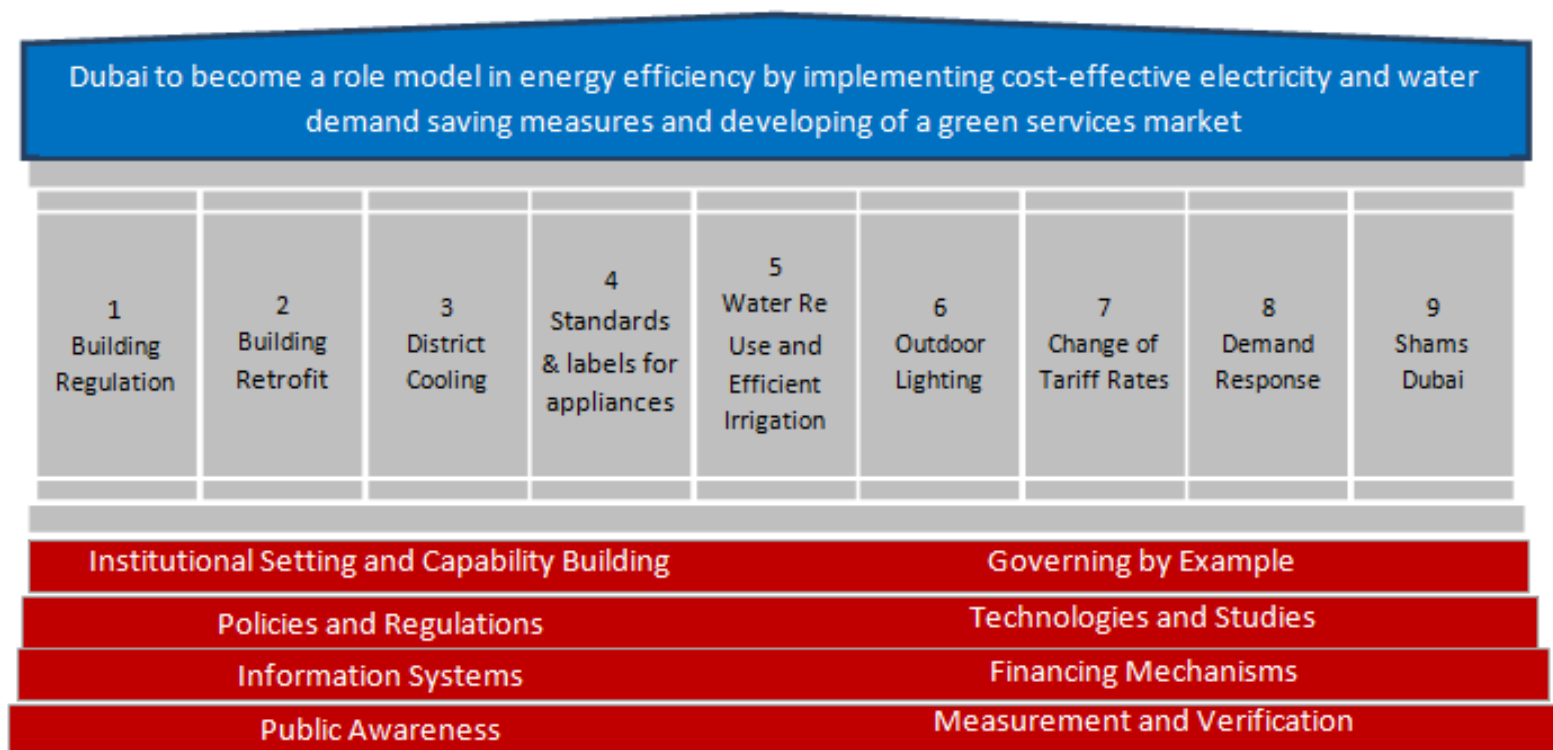 Dubai to become a role model in energy efficiency by implementing cost-effective electricity and water
demand saving measures and developing of a green services market
1
Building
Regulation
2
Building
Retrofit
3
District
Cooling
4
Standards
& labels for
appliances
5
Water Re
Use and
Efficient
Irrigation
6
Outdoor
Lighting
7
Change of
Tariff Rates
8
Demand
Response
9
Shams
Dubai
Institutional Setting and Capability Building
Governing by Example
Policies and Regulations
Technologies and Studies
Information Systems
Financing Mechanisms
Public Awareness
Measurement and Verification